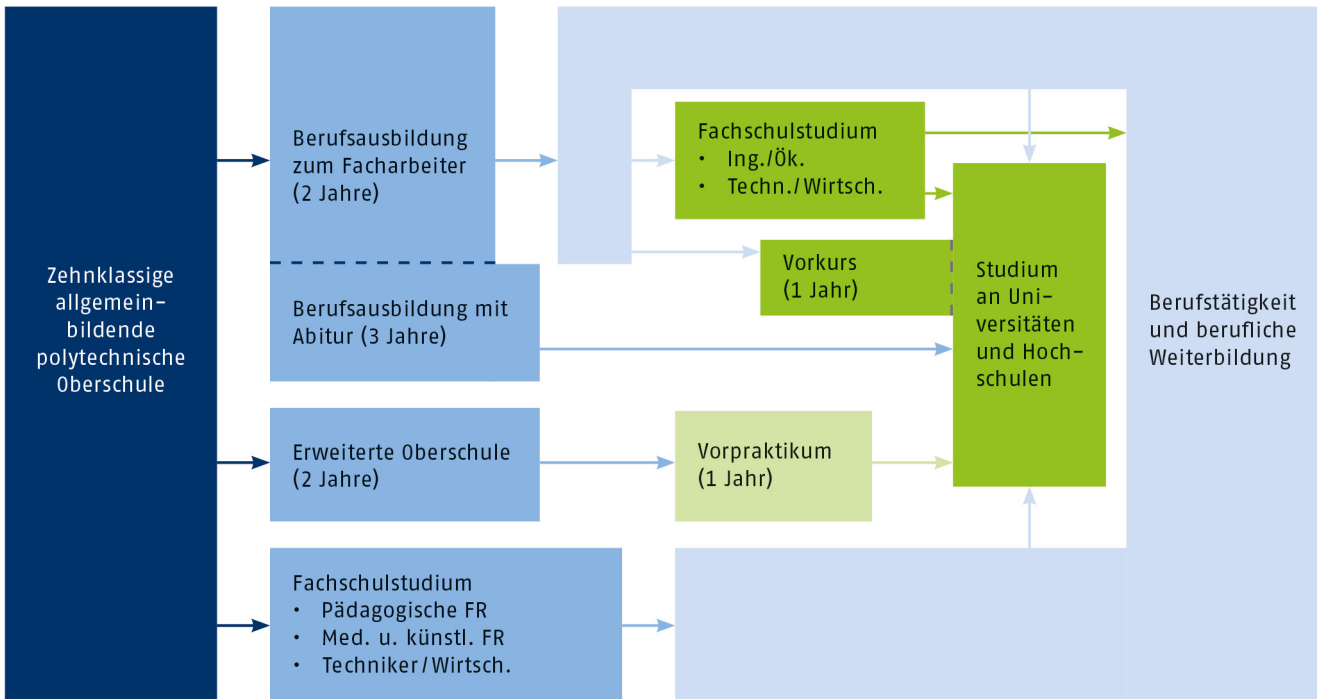 Zehnklassige
allgemein-
bildende
polytechnische
Oberschule
Berufsausbildung
zum Facharbeiter
(2 Jahre)
Berufsausbildung mit
Abitur (3 Jahre)
Erweiterte Oberschule
(2 Jahre)
Fachschulstudium
• Pädagogische FR
• Med. u. künstl. FR
• Techniker/Wirtsch.
Fachschulstudium
• Ing./Ök.
• Techn./Wirtsch.
Vorkurs
(1 Jahr)
Vorpraktikum
(1 Jahr)
Studium
an Uni-
versitäten
und Hoch-
schulen
Berufstätigkeit
und berufliche
Weiterbildung